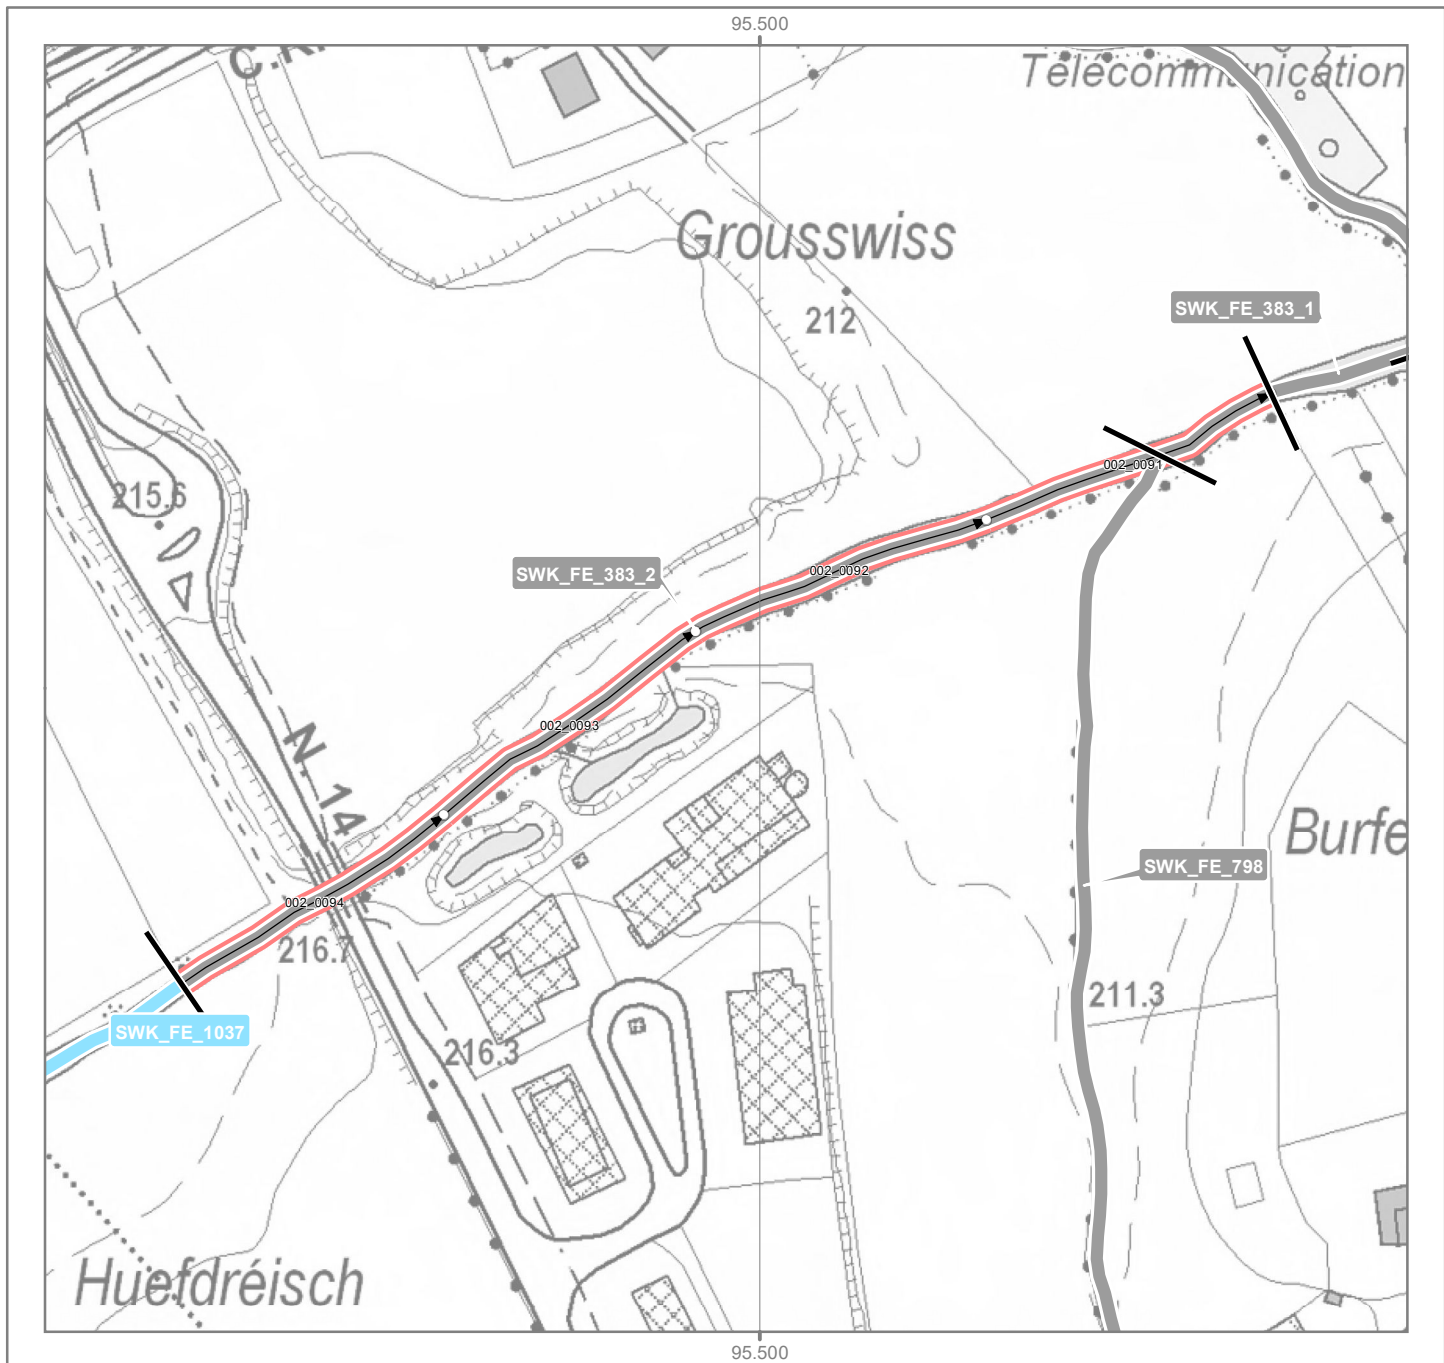 95.500
C.R.
Télécommunication
Grousswiss
SWK_FE_383_1
212
002_0091
215.6
SWK_FE_383_2
002_0092
002_0093
N. 14
Burfe
SWK_FE_798
002_0094
216.7
211.3
SWK_FE_1037
216.3
Huefdréisch
95.500